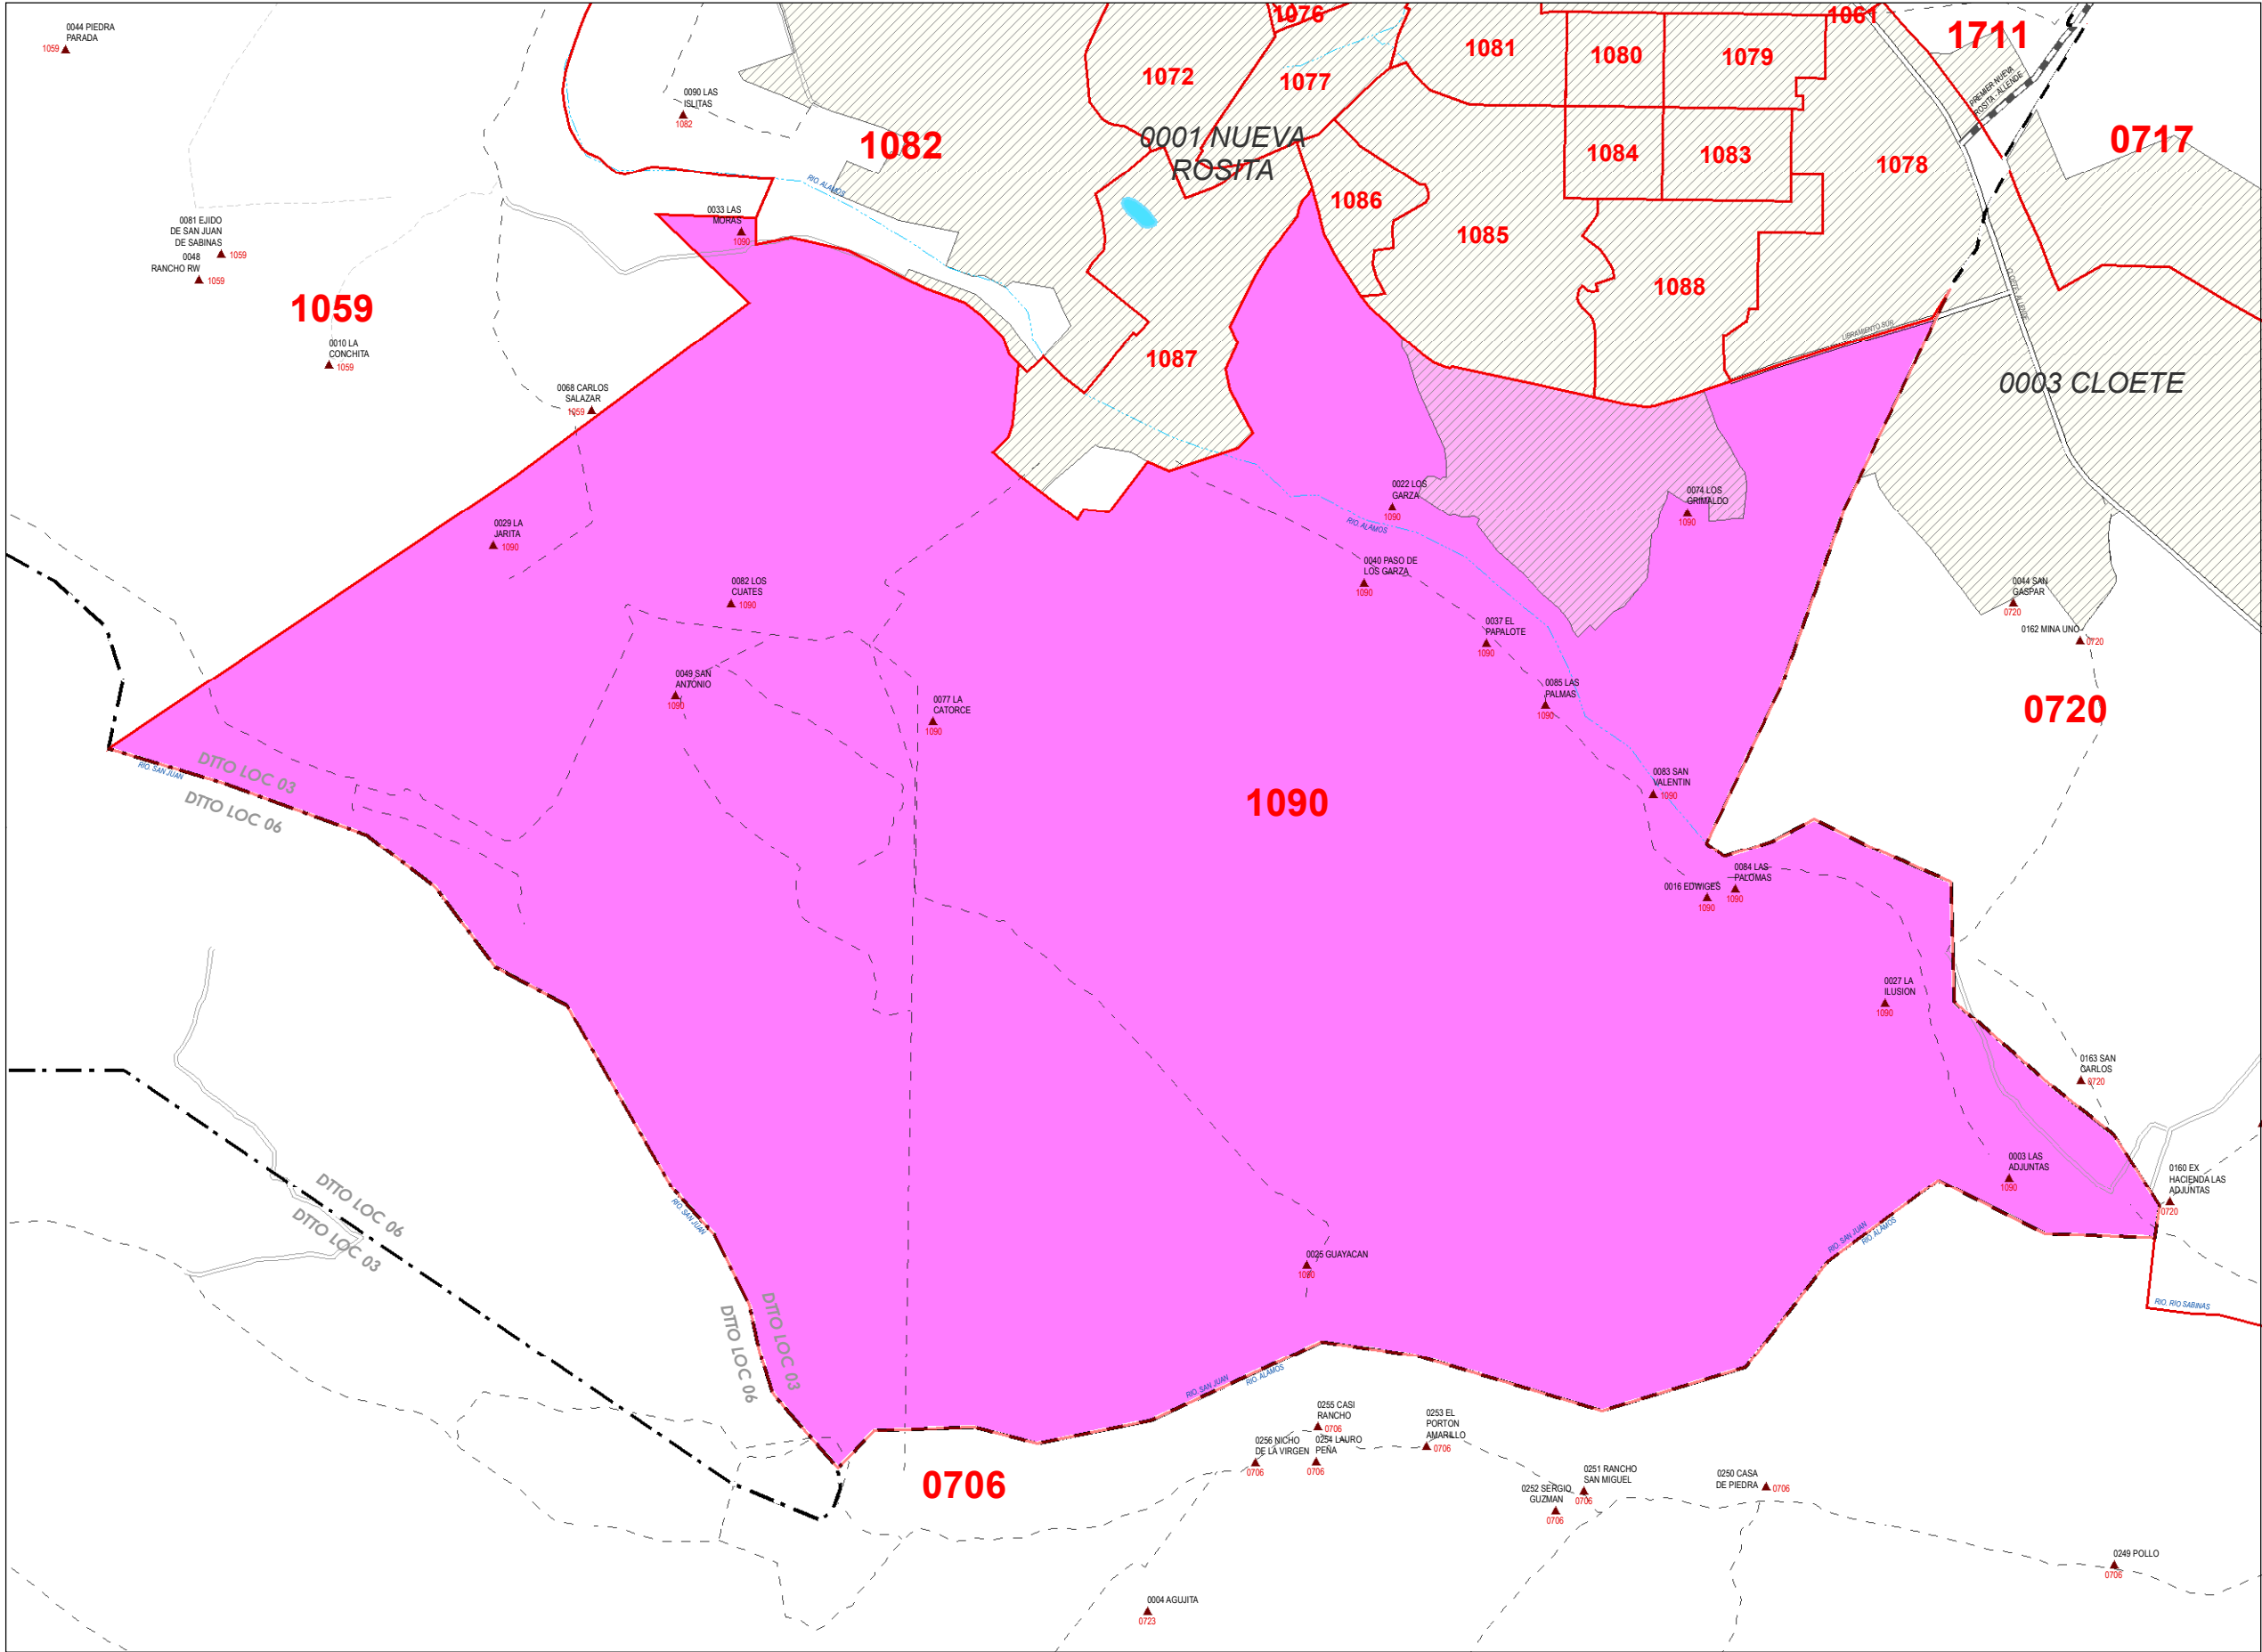 0044 PIEDRA
PARADA
1059
1076
1061
1711
1072
1077
1081
1080
1079
PREMIER NUEVA
ROSITA - ALLENDE
0090 LAS
ISLITAS
1082
1082
0001 NUEVA
ROSITA
1084
1083
1078
0717
RIO. ALAMOS
1086
1085
0033 LAS
MORAS
1090
0081 EJIDO
DE SAN JUAN
DE SABINAS
1059
0048
RANCHO RW
1059
1059
1088
CLOETE-ALLENDE
LIBRAMIENTO SUR
1087
0010 LA
CONCHITA
1059
0003 CLOETE
0068 CARLOS
SALAZAR
1059
0022 LOS
GARZA
1090
0074 LOS
GRIMALDO
1090
RIO. ALAMOS
0029 LA
JARITA
1090
0040 PASO DE
LOS GARZA
1090
0082 LOS
CUATES
1090
0044 SAN
GASPAR
0720
0162 MINA UNO
0720
0037 EL
PAPALOTE
1090
0049 SAN
ANTONIO
1090
0077 LA
CATORCE
1090
0085 LAS
PALMAS
1090
0720
DTTO LOC 03
DTTO LOC 06
RIO. SAN JUAN
0083 SAN
VALENTIN
1090
1090
0084 LAS
PALOMAS
1090
0016 EDWIGES
1090
0027 LA
ILUSION
1090
0163 SAN
CARLOS
0720
0003 LAS
ADJUNTAS
1090
0160 EX
HACIENDA LAS
ADJUNTAS
0720
DTTO LOC 06
DTTO LOC 03
RIO. SAN JUAN
RIO. SAN JUAN
RIO. ALAMOS
0025 GUAYACAN
1090
RIO. RIO SABINAS
DTTO LOC 03
DTTO LOC 06
RIO. SAN JUAN
RIO. ALAMOS
0255 CASI
RANCHO
0706
0253 EL
PORTON
AMARILLO
0706
0256 NICHO
DE LA VIRGEN
0706
0254 LAURO
PEÑA
0706
0706
0251 RANCHO
SAN MIGUEL
0706
0252 SERGIO
GUZMAN
0706
0250 CASA
DE PIEDRA
0706
0249 POLLO
0706
0004 AGUJITA
0723